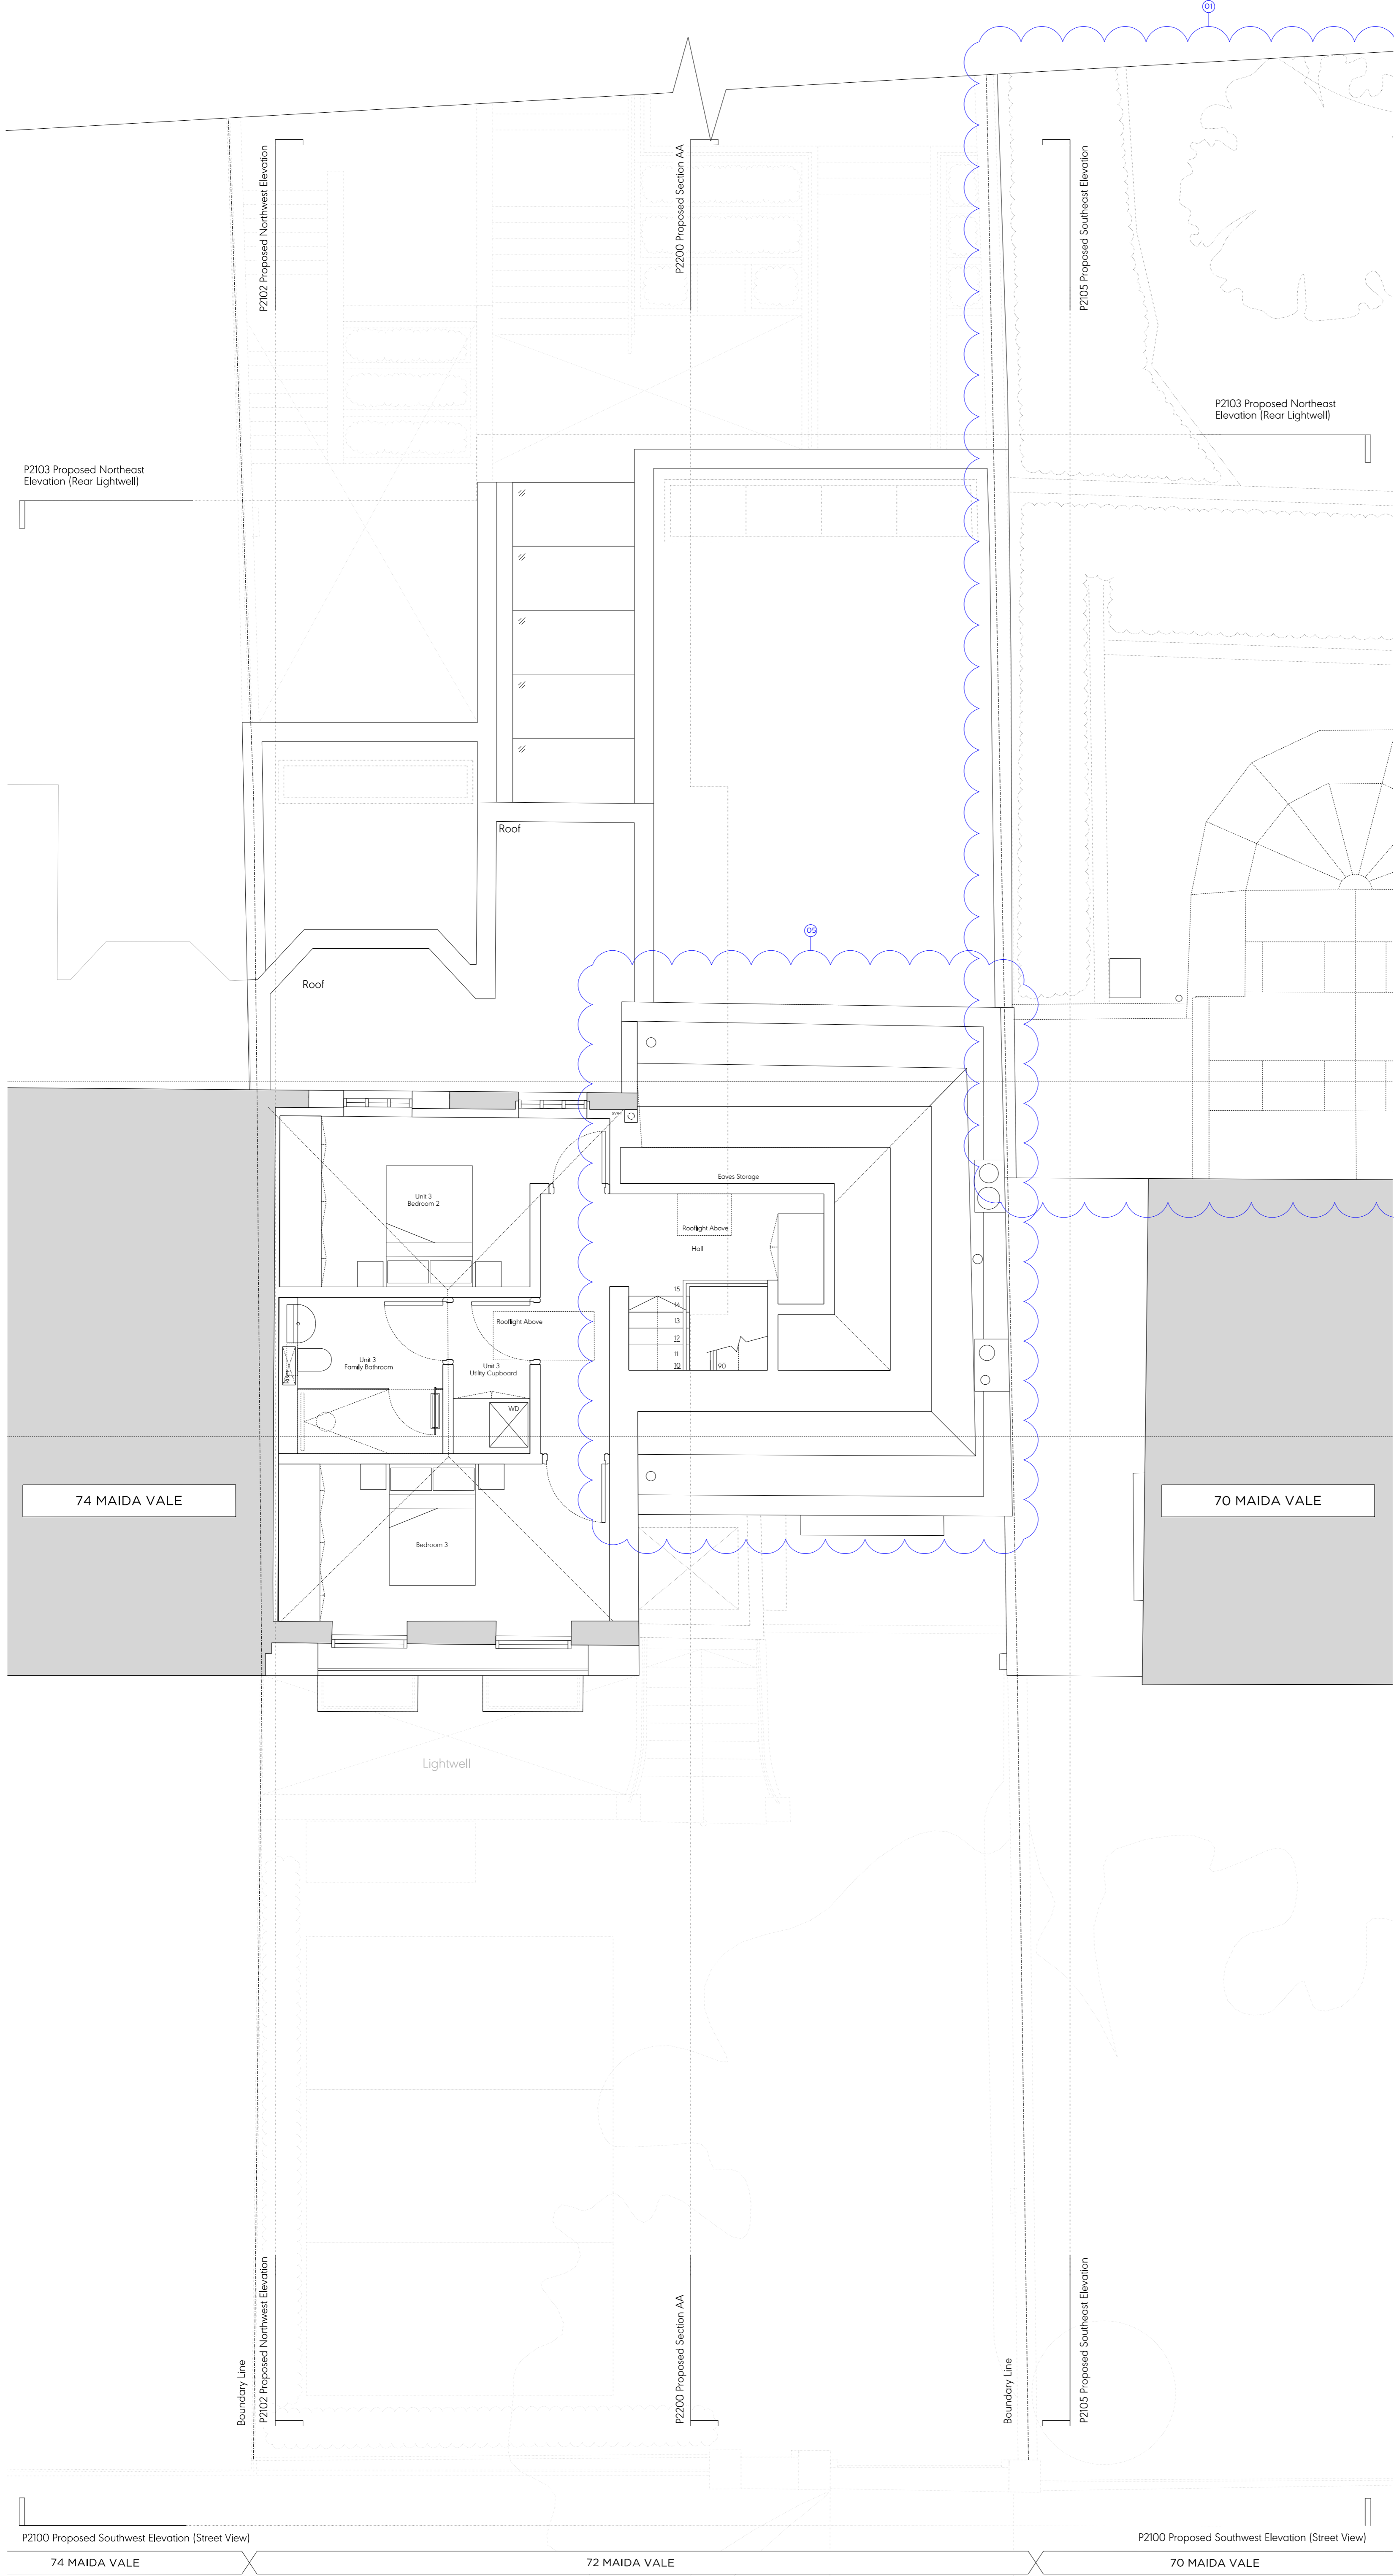 01
P2102 Proposed Northwest Elevation
P2200 Proposed Section AA
P2105 Proposed Southeast Elevation
P2103 Proposed Northeast
Elevation (Rear Lightwell)
P2103 Proposed Northeast
Elevation (Rear Lightwell)
Roof
05
Roof
Eaves Storage
Unit 3
Bedroom 2
Rooflight Above
Hall
15
14
13
12
11
10
Rooflight Above
Unit 3
Family Bathroom
Unit 3
Utility Cupboard
WD
74 MAIDA VALE
70 MAIDA VALE
Bedroom 3
Lightwell
Boundary Line
P2102 Proposed Northwest Elevation
P2200 Proposed Section AA
Boundary Line
P2105 Proposed Southeast Elevation
P2100 Proposed Southwest Elevation (Street View)
P2100 Proposed Southwest Elevation (Street View)
74 MAIDA VALE
72 MAIDA VALE
70 MAIDA VALE